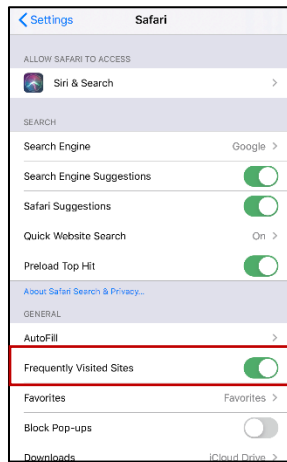 Settings
Safari
ALLOW SAFARI TO ACCESS
Siri & Search
SEARCH
Search Engine Google
Search Engine Suggestions
Safari Suggestions
Quick Website Search On
Preload Top Hit
About Safari Search & Privacy...
GENERAL
AutoFill
Frequently Visited Sites
Favorites Favorites
Block Pop-ups
Downloads iCloud Drive